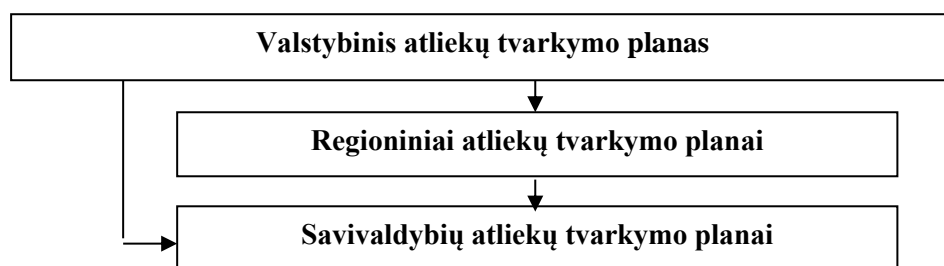 Valstybinis atliekų tvarkymo planas
Regioniniai atliekų tvarkymo planai
Savivaldybių atliekų tvarkymo planai